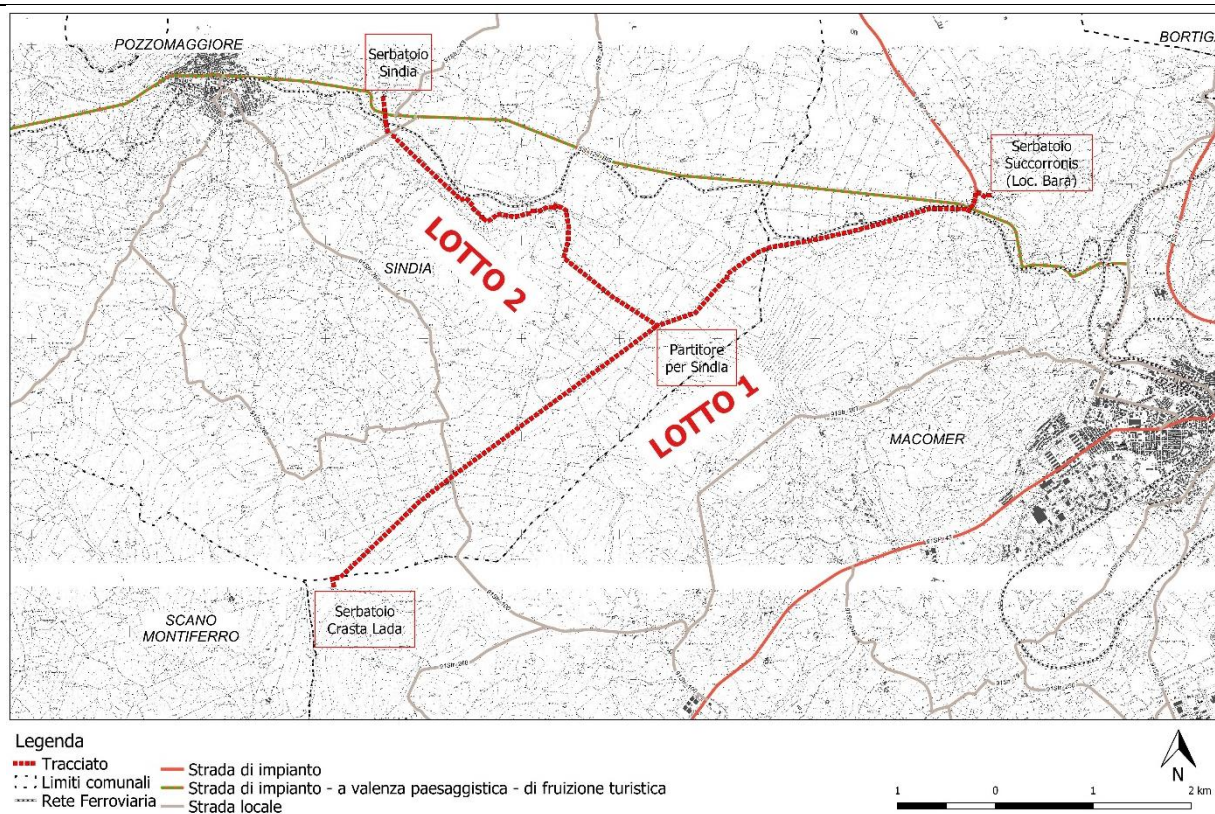 POZZOMAGGIORE
BORTIG
Serbatoio
Sindia
Serbatoio
Succorronis
(Loc. Bara)
LOTTO 2
SINDIA
Partitore
per Sindia
LOTTO 1
MACOMER
SCANO
MONTIFERRO
Serbatoio
Crasta Lada
Legenda
Tracciato
Limiti comunali
Rete Ferroviaria
Strada di impianto
Strada di impianto - a valenza paesaggistica - di fruizione turistica
Strada locale
N
1 0 1 2 km